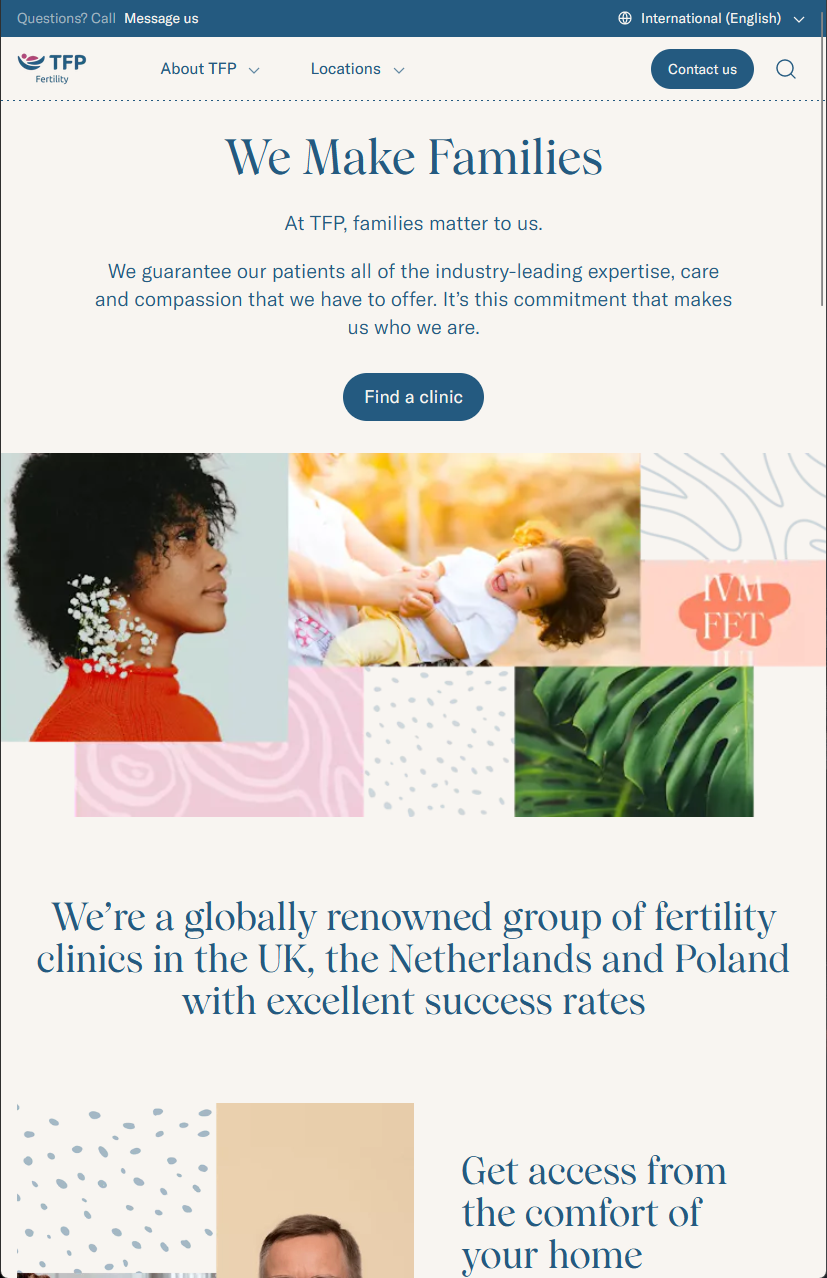 Questions? Call Message us
International (English)
TFP
Fertility
About TFP
Locations
Contact us
We Make Families
At TFP, families matter to us.
We guarantee our patients all of the industry-leading expertise, care
and compassion that we have to offer. It’s this commitment that makes
us who we are.
Find a clinic
IVM
FET
We’re a globally renowned group of fertility
clinics in the UK, the Netherlands and Poland
with excellent success rates
Get access from
the comfort of
your home